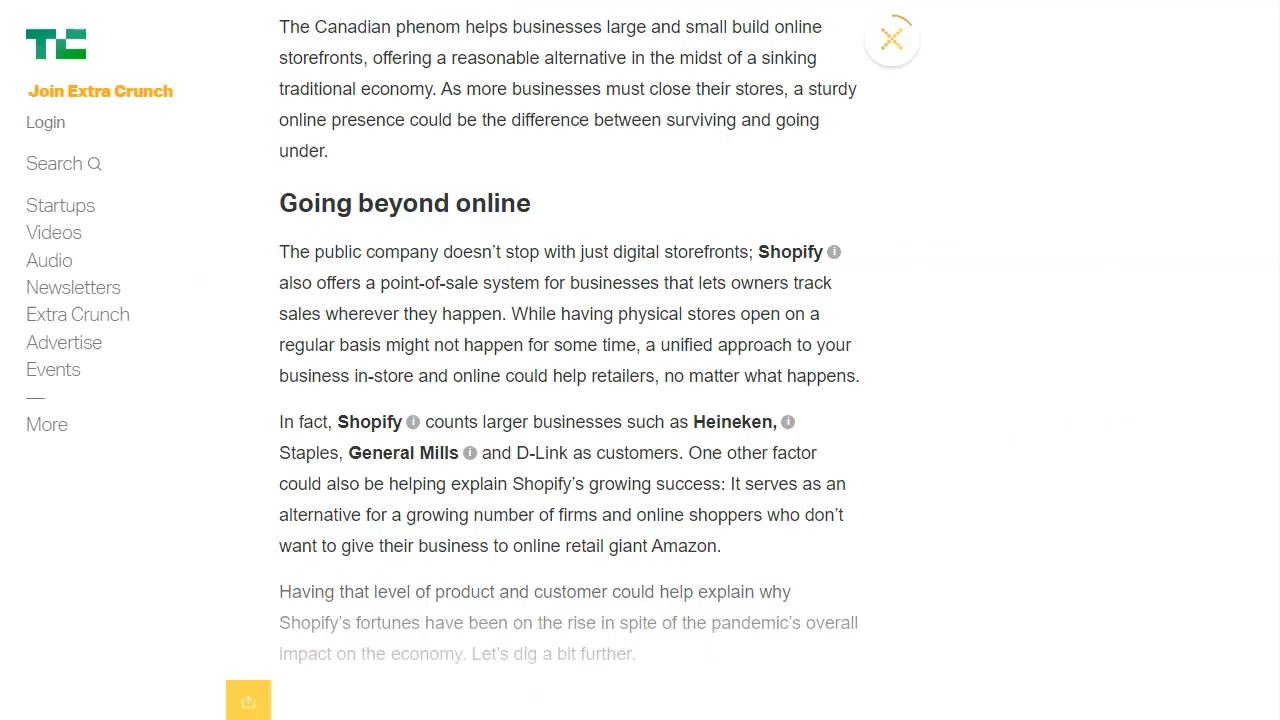 TC
Join Extra Crunch
Login
Search
Startups
Videos
Audio
Newsletters
Extra Crunch
Advertise
Events
—
More
The Canadian phenom helps businesses large and small build online
storefronts, offering a reasonable alternative in the midst of a sinking
traditional economy. As more businesses must close their stores, a sturdy
online presence could be the difference between surviving and going
under.
Going beyond online
The public company doesn’t stop with just digital storefronts; Shopify
also offers a point-of-sale system for businesses that lets owners track
sales wherever they happen. While having physical stores open on a
regular basis might not happen for some time, a unified approach to your
business in-store and online could help retailers, no matter what happens.
In fact, Shopify counts larger businesses such as Heineken,
Staples, General Mills and D-Link as customers. One other factor
could also be helping explain Shopify’s growing success: It serves as an
alternative for a growing number of firms and online shoppers who don’t
want to give their business to online retail giant Amazon.
Having that level of product and customer could help explain why
Shopify’s fortunes have been on the rise in spite of the pandemic’s overall
impact on the economy. Let’s dig a bit further.